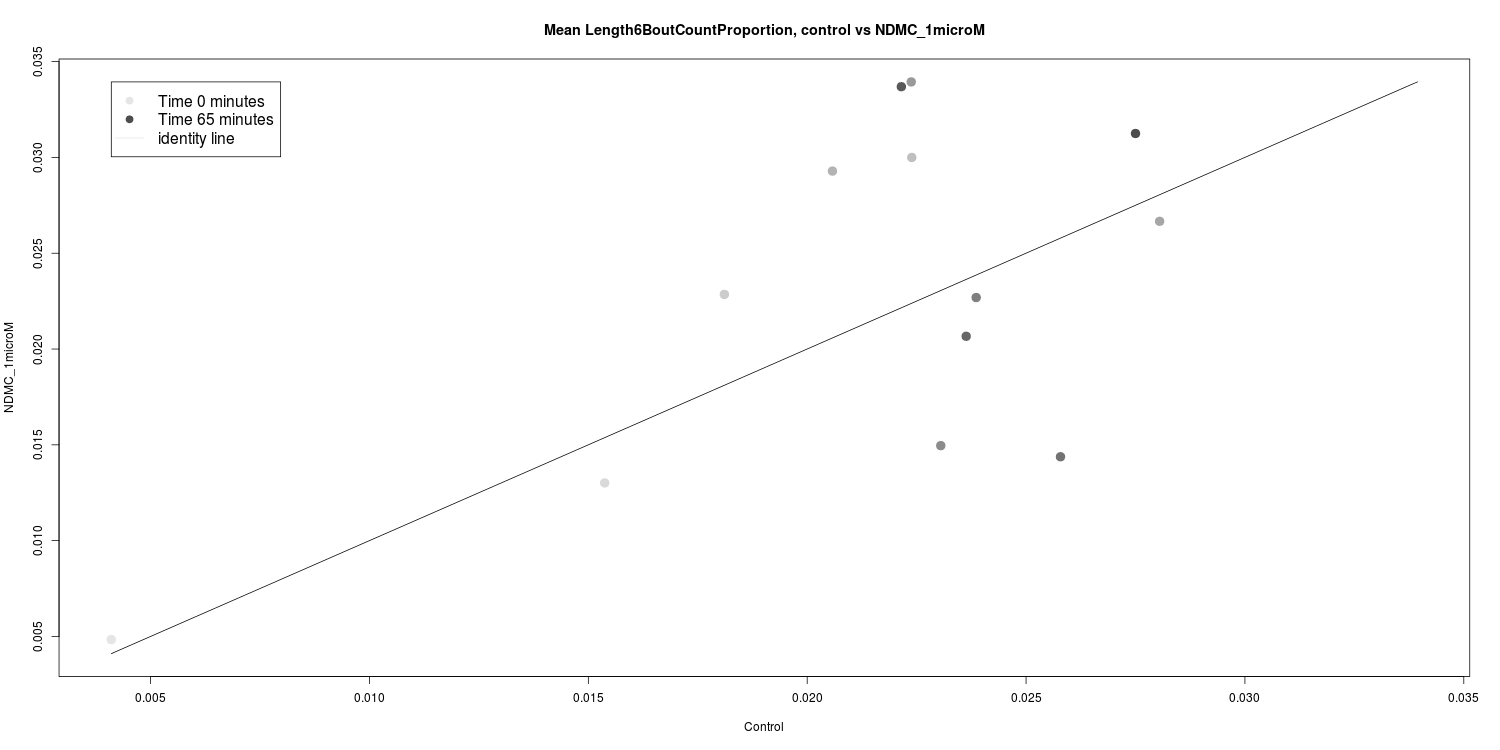 Mean Length6BoutCountProportion, control vs NDMC_1microM
Time 0 minutes
Time 65 minutes
identity line
0.035
0.030
0.025
0.020
0.015
0.010
0.005
NDMC_1microM
0.005 0.010 0.015 0.020 0.025 0.030 0.035
Control